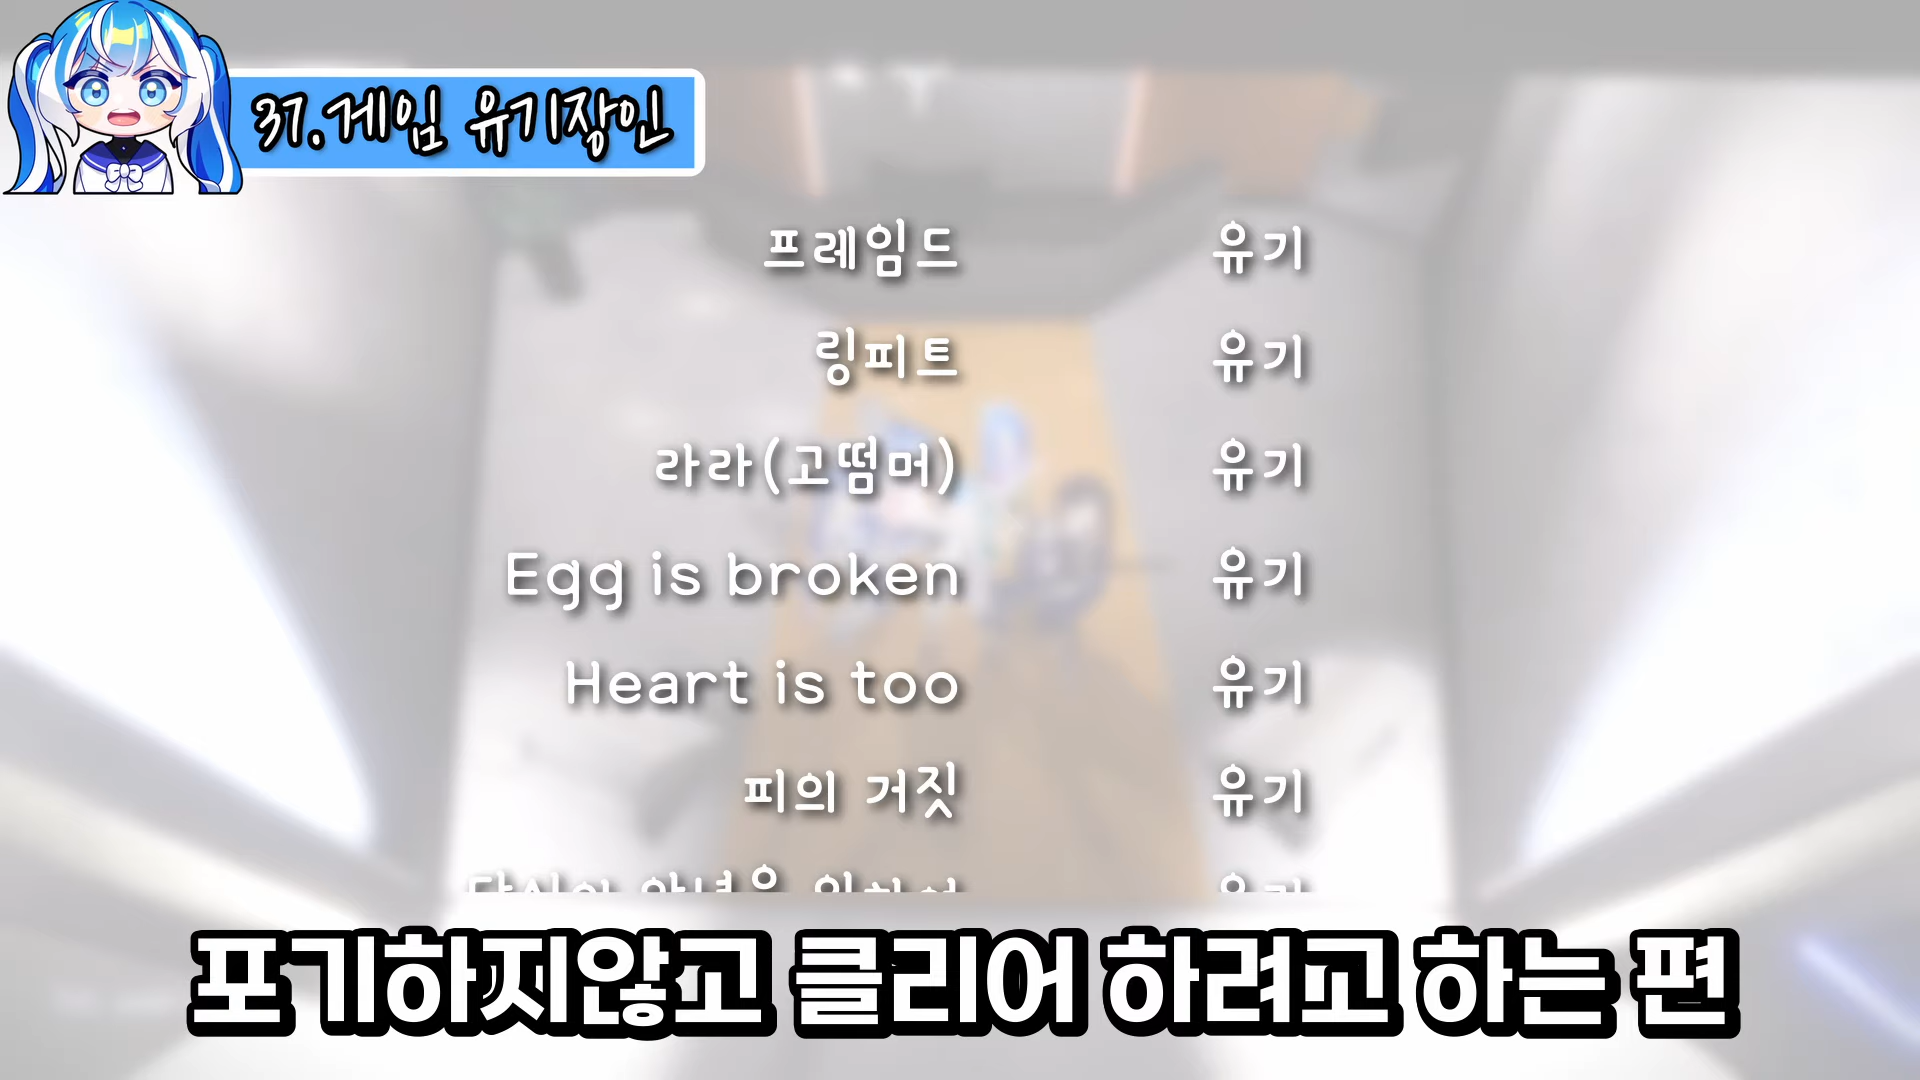 37.게임 유기장인
프레임드 유기
링피트 유기
라라(고떰머) 유기
Egg is broken 유기
Heart is too 유기
피의 거짓 유기
포기하지않고 클리어 하려고 하는 편